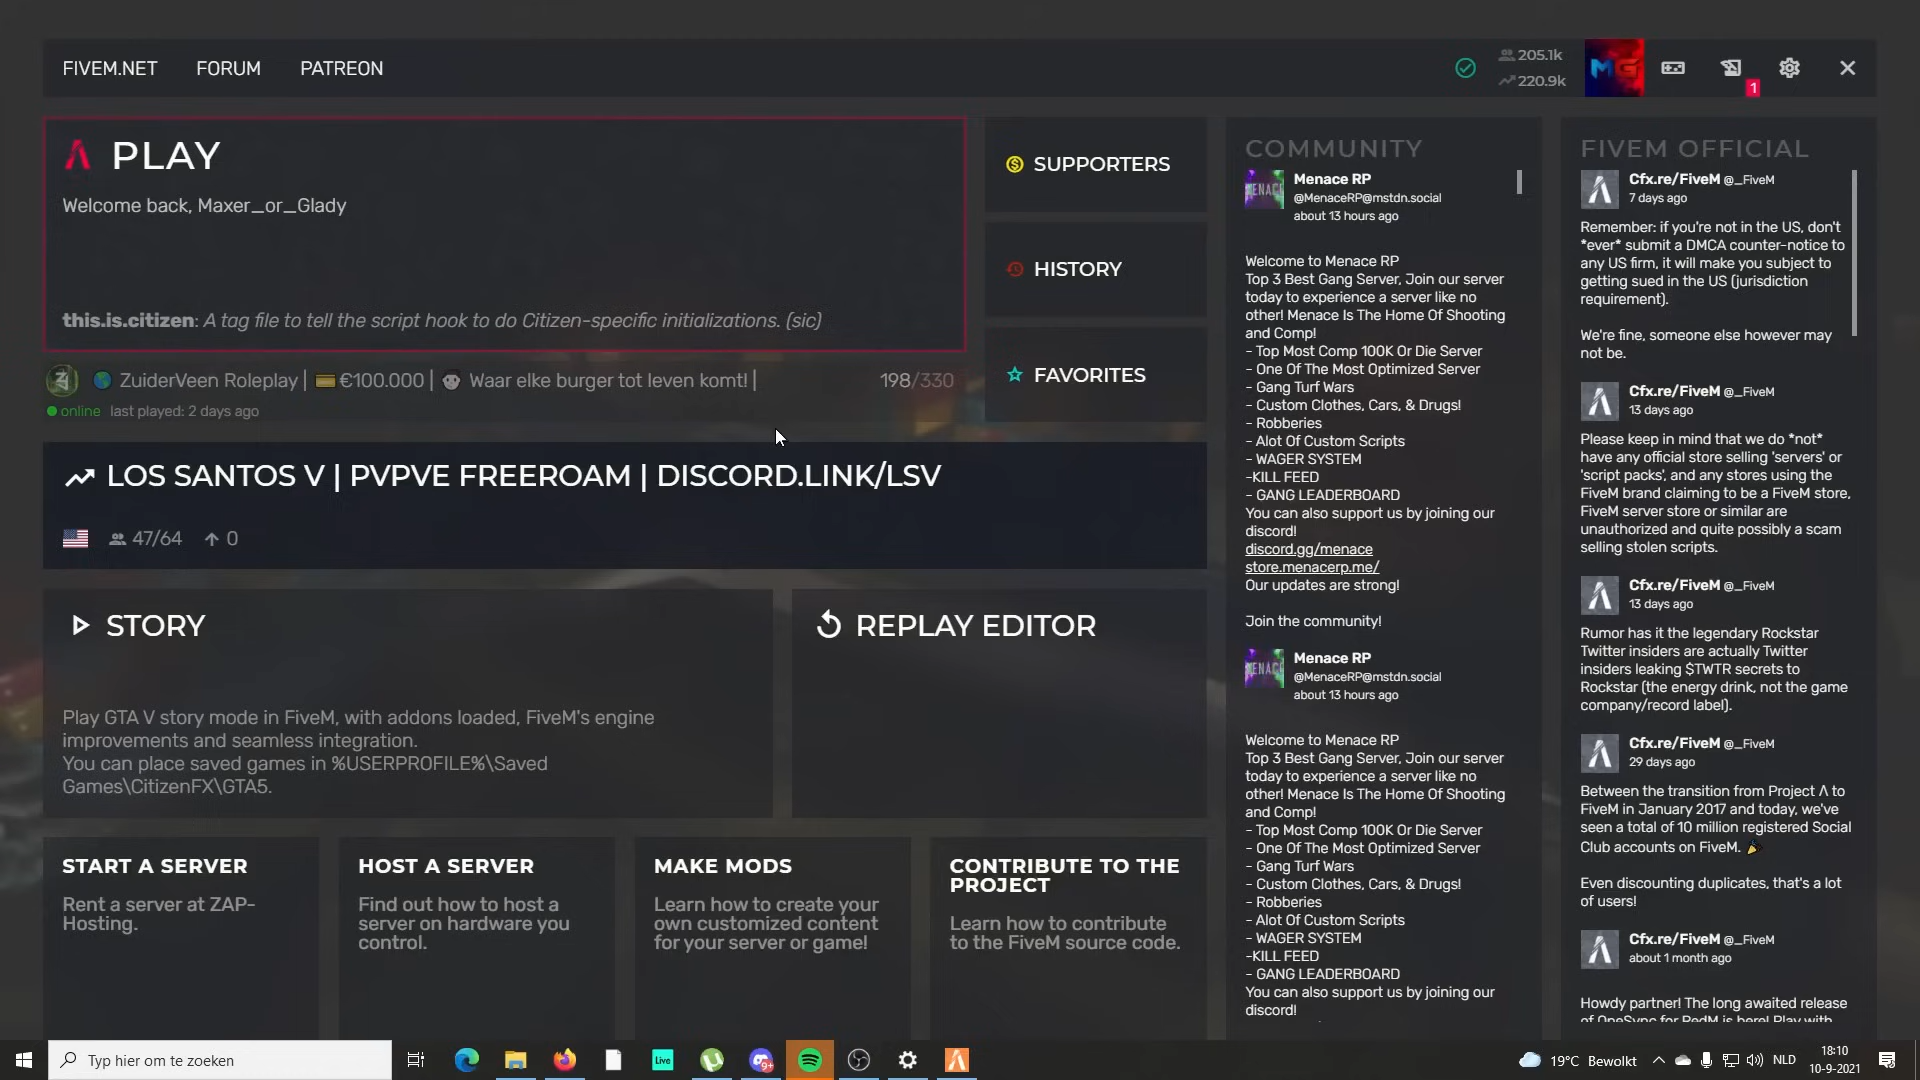 FIVEM.NET
FORUM
PATREON
205.1k
220.9k
MG
1
PLAY
Welcome back, Maxer_or_Glady
this.is.citizen: A tag file to tell the script hook to do Citizen-specific initializations. (sic)
ZuiderVeen Roleplay | 💳 €100.000 | Waar elke burger tot leven komt! |
198/330
online last played: 2 days ago
SUPPORTERS
HISTORY
FAVORITES
LOS SANTOS V | PVPVE FREEROAM | DISCORD.LINK/LSV
47/64
0
STORY
Play GTA V story mode in FiveM, with addons loaded, FiveM's engine
improvements and seamless integration.
You can place saved games in %USERPROFILE%\Saved
Games\CitizenFX\GTA5.
REPLAY EDITOR
START A SERVER
Rent a server at ZAP-
Hosting.
HOST A SERVER
Find out how to host a
server on hardware you
control.
MAKE MODS
Learn how to create your
own customized content
for your server or game!
CONTRIBUTE TO THE
PROJECT
Learn how to contribute
to the FiveM source code.
COMMUNITY
Menace RP
@MenaceRP@mstdn.social
about 13 hours ago
Welcome to Menace RP
Top 3 Best Gang Server, Join our server
today to experience a server like no
other! Menace Is The Home Of Shooting
and Comp!
- Top Most Comp 100K Or Die Server
- One Of The Most Optimized Server
- Gang Turf Wars
- Custom Clothes, Cars, & Drugs!
- Robberies
- Alot Of Custom Scripts
- WAGER SYSTEM
-KILL FEED
- GANG LEADERBOARD
You can also support us by joining our
discord!
discord.gg/menace
store.menacerp.me/
Our updates are strong!
Join the community!
Menace RP
@MenaceRP@mstdn.social
about 13 hours ago
Welcome to Menace RP
Top 3 Best Gang Server, Join our server
today to experience a server like no
other! Menace Is The Home Of Shooting
and Comp!
- Top Most Comp 100K Or Die Server
- One Of The Most Optimized Server
- Gang Turf Wars
- Custom Clothes, Cars, & Drugs!
- Robberies
- Alot Of Custom Scripts
- WAGER SYSTEM
-KILL FEED
- GANG LEADERBOARD
You can also support us by joining our
discord!
FIVEM OFFICIAL
Cfx.re/FiveM @_FiveM
7 days ago
Remember: if you're not in the US, don't
*ever* submit a DMCA counter-notice to
any US firm, it will make you subject to
getting sued in the US (jurisdiction
requirement).
We're fine, someone else however may
not be.
Cfx.re/FiveM @_FiveM
13 days ago
Please keep in mind that we do *not*
have any official store selling 'servers' or
'script packs', and any stores using the
FiveM brand claiming to be a FiveM store,
FiveM server store or similar are
unauthorized and quite possibly a scam
selling stolen scripts.
Cfx.re/FiveM @_FiveM
13 days ago
Rumor has it the legendary Rockstar
Twitter insiders are actually Twitter
insiders leaking $TWTR secrets to
Rockstar (the energy drink, not the game
company/record label).
Cfx.re/FiveM @_FiveM
29 days ago
Between the transition from Project Λ to
FiveM in January 2017 and today, we've
seen a total of 10 million registered Social
Club accounts on FiveM. 🎉
Even discounting duplicates, that's a lot
of users!
Cfx.re/FiveM @_FiveM
about 1 month ago
Howdy partner! The long awaited release
of OneSync for RedM is here! Play with
Typ hier om te zoeken
Live
9+
19°C Bewolkt
NLD
18:10
10-9-2021